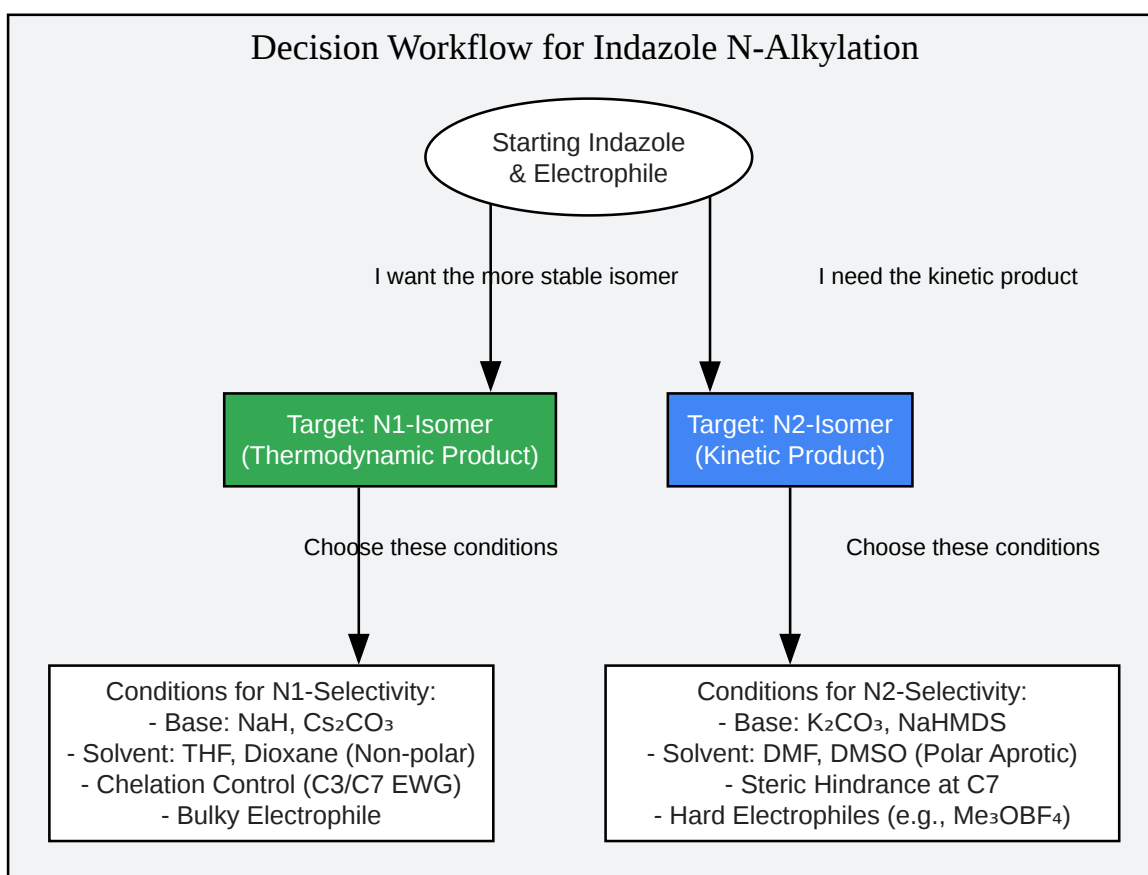 Decision Workflow for Indazole N-Alkylation
Starting Indazole
& Electrophile
I want the more stable isomer
I need the kinetic product
Target: N1-Isomer
(Thermodynamic Product)
Target: N2-Isomer
(Kinetic Product)
Choose these conditions
Choose these conditions
Conditions for N1-Selectivity:
- Base: NaH, Cs₂CO₃
- Solvent: THF, Dioxane (Non-polar)
- Chelation Control (C3/C7 EWG)
- Bulky Electrophile
Conditions for N2-Selectivity:
- Base: K₂CO₃, NaHMDS
- Solvent: DMF, DMSO (Polar Aprotic)
- Steric Hindrance at C7
- Hard Electrophiles (e.g., Me₃OBF₄)